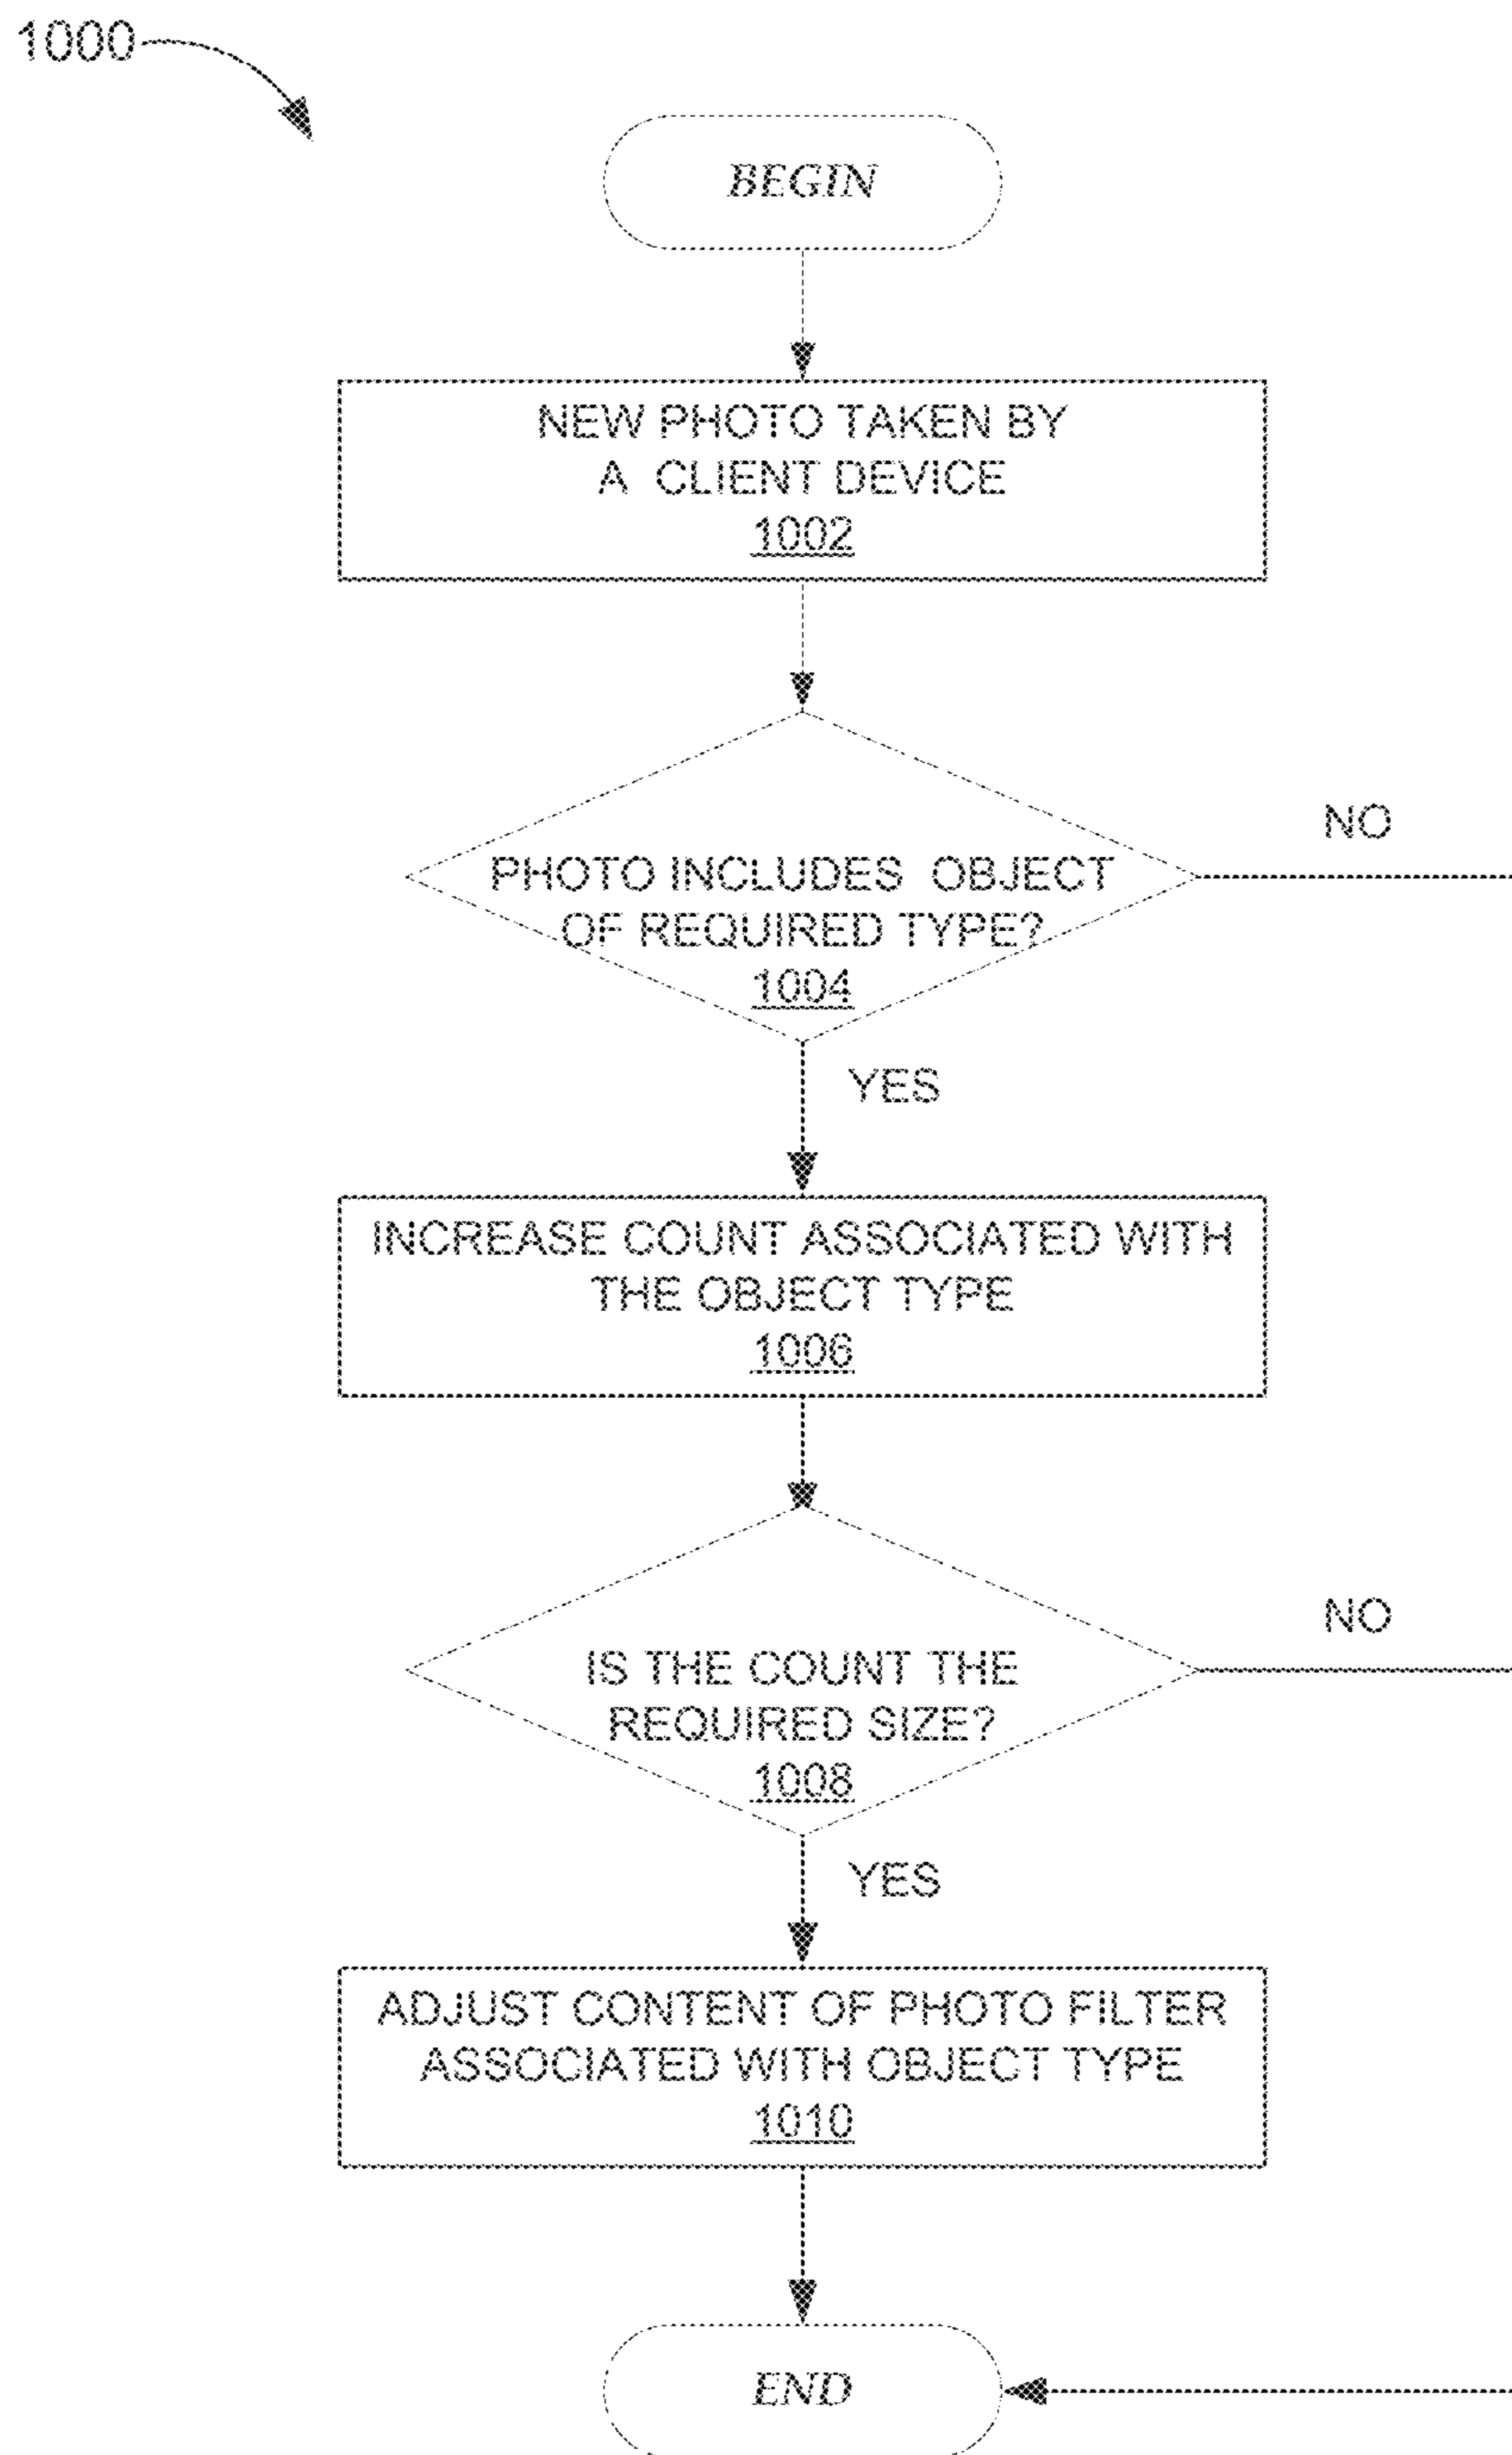 1000
BEGIN
NEW PHOTO TAKEN BY
A CLIENT DEVICE
1002
PHOTO INCLUDES OBJECT
OF REQUIRED TYPE?
1004
NO
YES
INCREASE COUNT ASSOCIATED WITH
THE OBJECT TYPE
1006
IS THE COUNT THE
REQUIRED SIZE?
1008
NO
YES
ADJUST CONTENT OF PHOTO FILTER
ASSOCIATED WITH OBJECT TYPE
1010
END